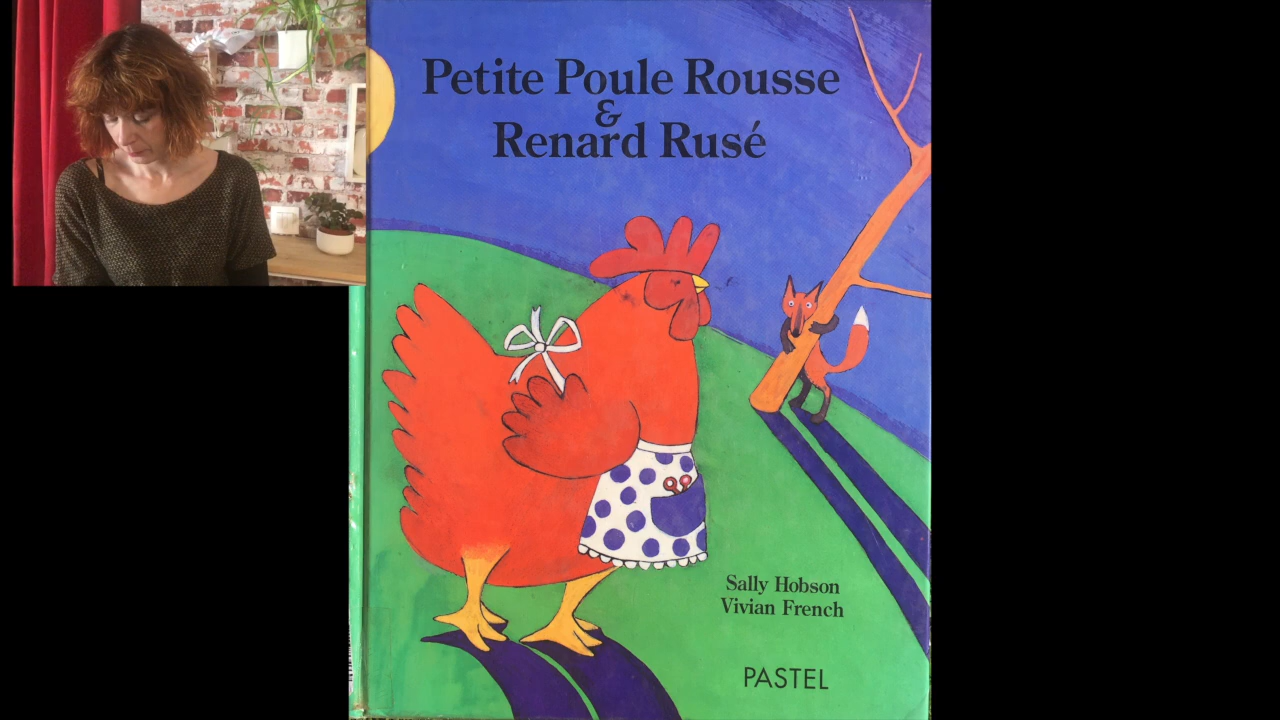 Petite Poule Rousse
&
Renard Rusé
Sally Hobson
Vivian French
PASTEL